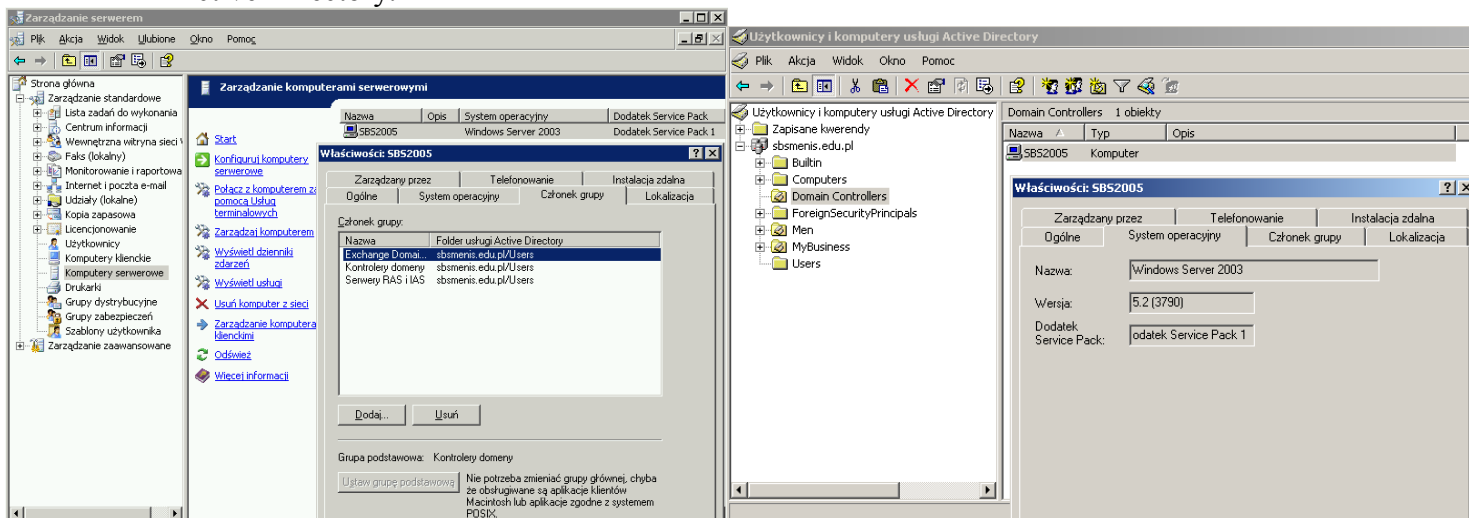 Zarządzanie serwerem
Plik Akcja Widok Ulubione Okno Pomoc
Strona główna
Zarządzanie standardowe
Lista zadań do wykonania
Centrum informacji
Wewnętrzna witryna sieci
Faks (lokalny)
Monitorowanie i raportowa
Internet i poczta e-mail
Udziały (lokalne)
Kopia zapasowa
Licencjonowanie
Użytkownicy
Komputery klienckie
Komputery serwerowe
Drukarki
Grupy dystrybucyjne
Grupy zabezpieczeń
Szablony użytkownika
Zarządzanie zaawansowane
Zarządzanie komputerami serwerowymi
Nazwa Opis System operacyjny Dodatek Service Pack
SBS2005 Windows Server 2003 Dodatek Service Pack 1
Start
Konfiguruj komputery
serwerowe
Połącz z komputerem za
pomocą Usług
terminalowych
Zarządzaj komputerem
Wyświetl dzienniki
zdarzeń
Wyświetl usługi
Usuń komputer z sieci
Zarządzanie komputera
klienckimi
Odśwież
Więcej informacji
Właściwości: SBS2005
Zarządzany przez Telefonowanie Instalacja zdalna
Ogólne System operacyjny Członek grupy Lokalizacja
Członek grupy:
Nazwa Folder usługi Active Directory
Exchange Domai... sbsmenis.edu.pl/Users
Kontrolery domeny sbsmenis.edu.pl/Users
Serwery RAS i IAS sbsmenis.edu.pl/Users
Dodaj... Usuń
Grupa podstawowa: Kontrolery domeny
Ustaw grupę podstawową
Nie potrzeba zmieniać grupy głównej, chyba
że obsługiwane są aplikacje klientów
Macintosh lub aplikacje zgodne z systemem
POSIX.
Użytkownicy i komputery usługi Active Directory
Plik Akcja Widok Okno Pomoc
Użytkownicy i komputery usługi Active Directory
Zapisane kwerendy
sbsmenis.edu.pl
Builtin
Computers
Domain Controllers
ForeignSecurityPrincipals
Men
MyBusiness
Users
Domain Controllers 1 obiekty
Nazwa Typ Opis
SBS2005 Komputer
Właściwości: SBS2005
Zarządzany przez Telefonowanie Instalacja zdalna
Ogólne System operacyjny Członek grupy Lokalizacja
Nazwa: Windows Server 2003
Wersja: 5.2 (3790)
Dodatek
Service Pack: odatek Service Pack 1